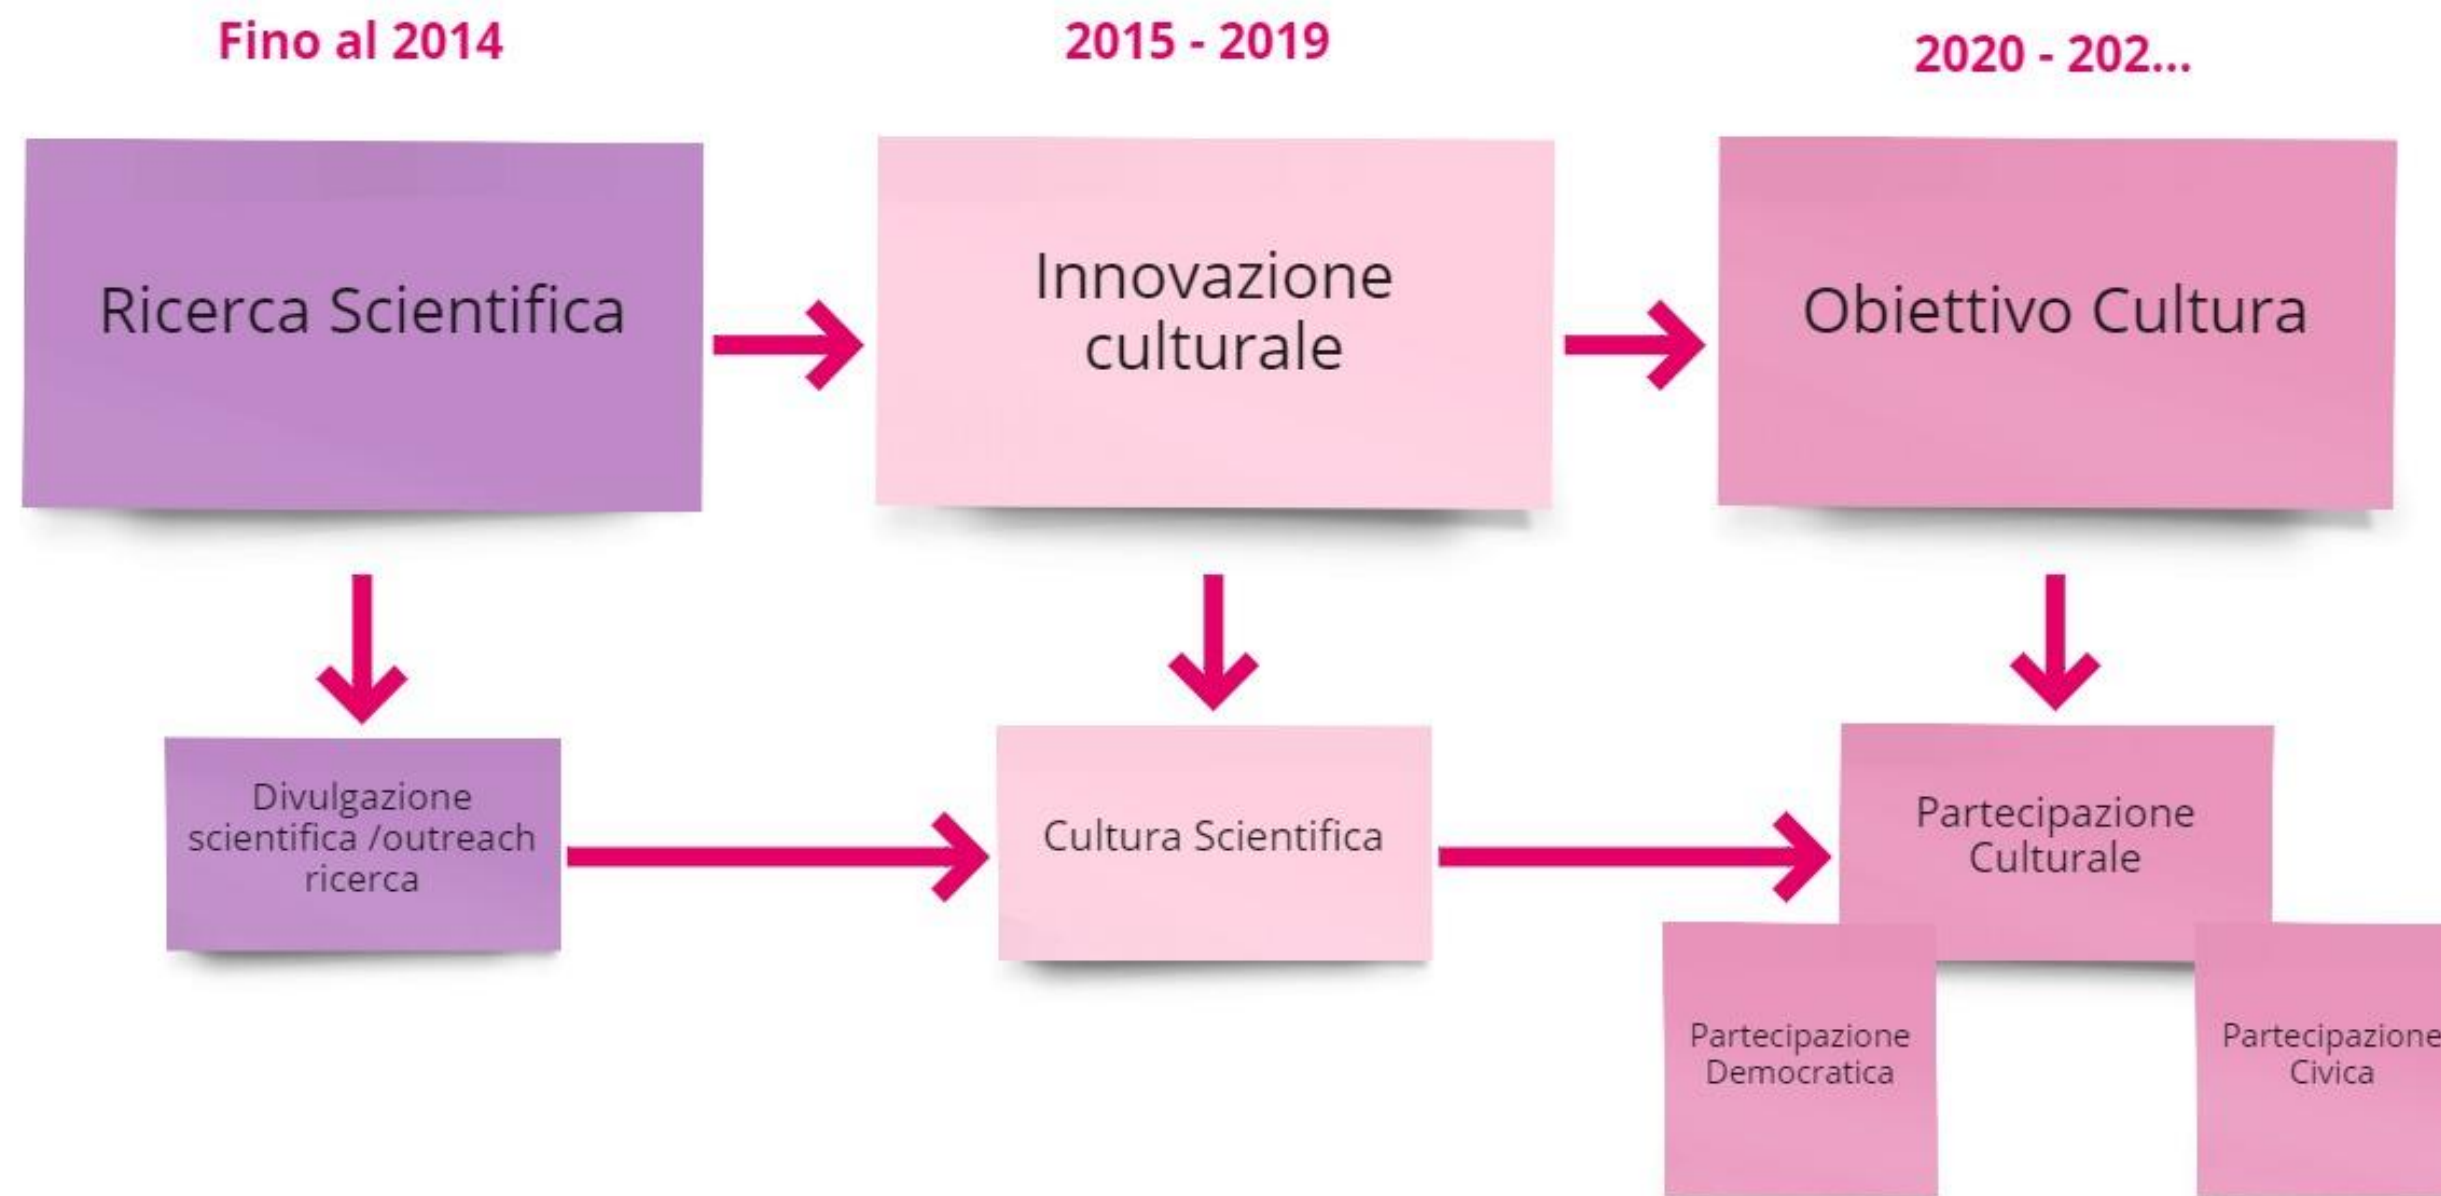 Fino al 2014
2015 - 2019
2020 - 202...
Ricerca Scientifica
Innovazione
culturale
Obiettivo Cultura
Divulgazione
scientifica /outreach
ricerca
Cultura Scientifica
Partecipazione
Culturale
Partecipazione
Democratica
Partecipazione
Civica